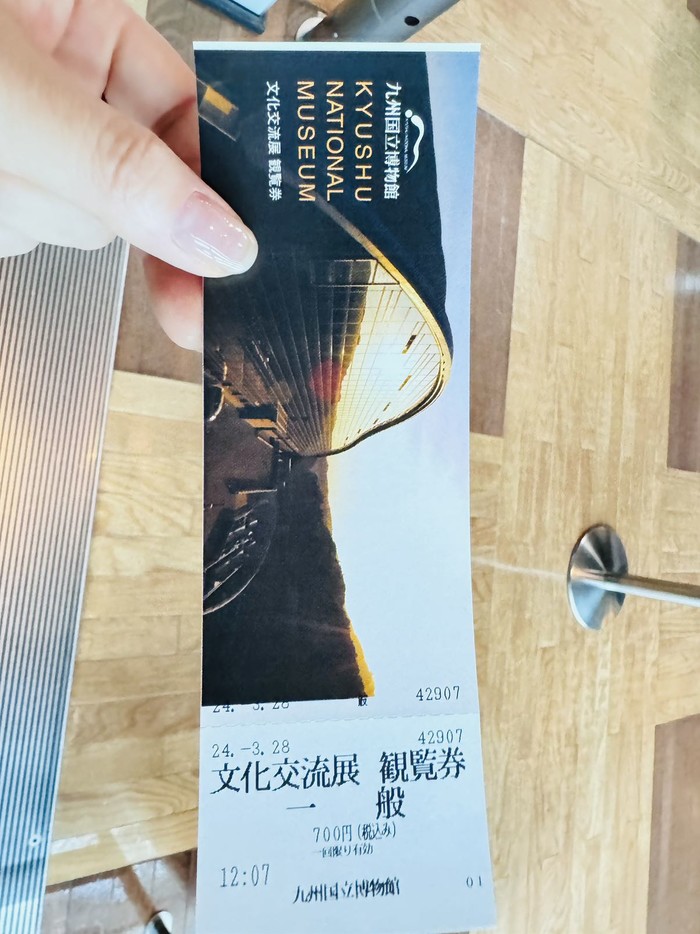 九州国立博物館
KYUSHU
NATIONAL
MUSEUM
文化交流展 観覧券
24. -3.28
般
42907
24.-3.28
42907
文化交流展 観覧券
一 般
700円(税込み)
一回限り有効
12:07
九州国立博物館
01